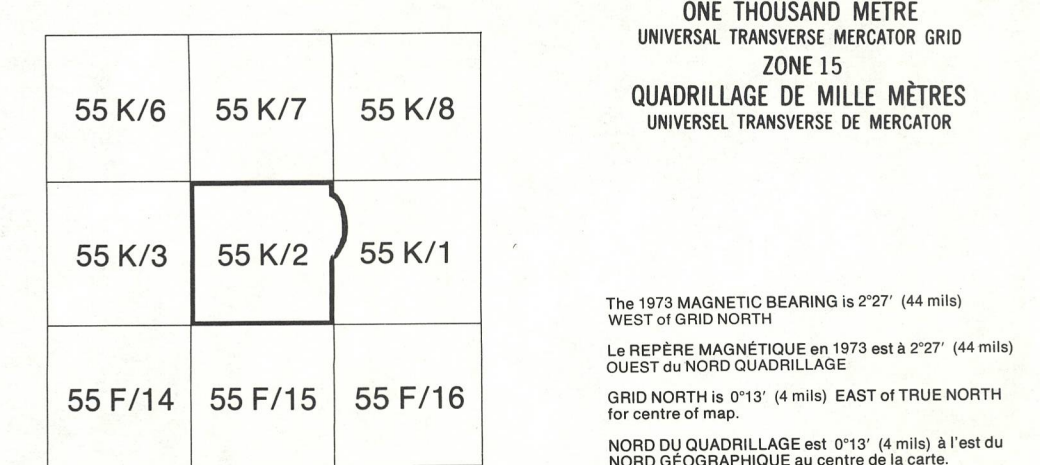 ONE THOUSAND METRE
UNIVERSAL TRANSVERSE MERCATOR GRID
ZONE 15
QUADRILLAGE DE MILLE MÈTRES
UNIVERSEL TRANSVERSE DE MERCATOR
55 K/6 55 K/7 55 K/8
55 K/3 55 K/2 55 K/1
55 F/14 55 F/15 55 F/16
The 1973 MAGNETIC BEARING is 2°27′ (44 mils)
WEST of GRID NORTH
Le REPÈRE MAGNÉTIQUE en 1973 est à 2°27′ (44 mils)
OUEST du NORD QUADRILLAGE
GRID NORTH is 0°13′ (4 mils) EAST of TRUE NORTH
for centre of map.
NORD DU QUADRILLAGE est 0°13′ (4 mils) à l'est du
NORD GÉOGRAPHIQUE au centre de la carte.